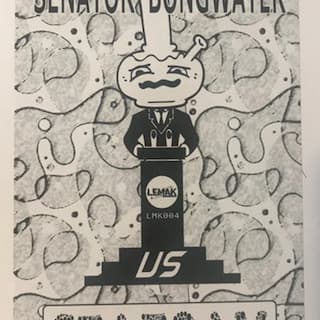 SENATOR BONGWATER
LEMAK
LMK004
US